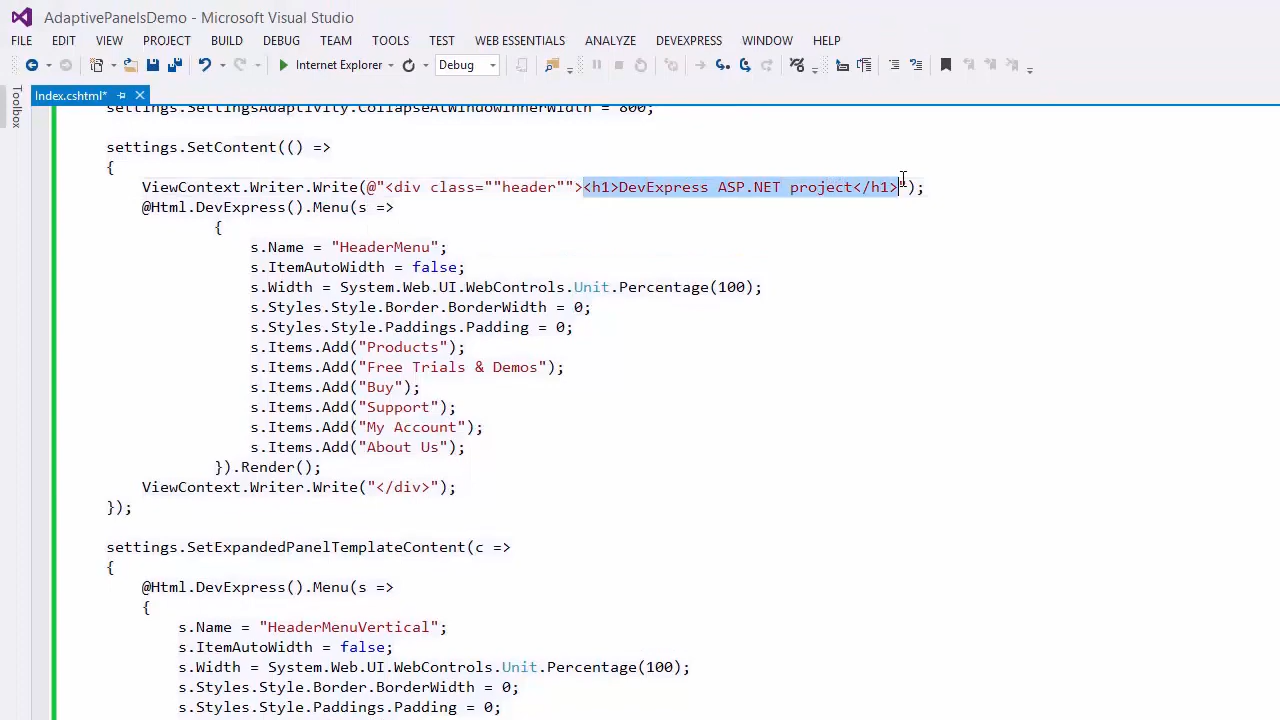 AdaptivePanelsDemo - Microsoft Visual Studio
FILE EDIT VIEW PROJECT BUILD DEBUG TEAM TOOLS TEST WEB ESSENTIALS ANALYZE DEVEXPRESS WINDOW HELP
Internet Explorer Debug
Toolbox
Index.cshtml*
settings.SettingsAdaptivity.CollapseAtWindowInnerWidth = 800;
settings.SetContent(() =>
{
ViewContext.Writer.Write(@"<div class=""header""><h1>DevExpress ASP.NET project</h1>");
@Html.DevExpress().Menu(s =>
{
s.Name = "HeaderMenu";
s.ItemAutoWidth = false;
s.Width = System.Web.UI.WebControls.Unit.Percentage(100);
s.Styles.Style.Border.BorderWidth = 0;
s.Styles.Style.Paddings.Padding = 0;
s.Items.Add("Products");
s.Items.Add("Free Trials & Demos");
s.Items.Add("Buy");
s.Items.Add("Support");
s.Items.Add("My Account");
s.Items.Add("About Us");
}).Render();
ViewContext.Writer.Write("</div>");
});
settings.SetExpandedPanelTemplateContent(c =>
{
@Html.DevExpress().Menu(s =>
{
s.Name = "HeaderMenuVertical";
s.ItemAutoWidth = false;
s.Width = System.Web.UI.WebControls.Unit.Percentage(100);
s.Styles.Style.Border.BorderWidth = 0;
s.Styles.Style.Paddings.Padding = 0;